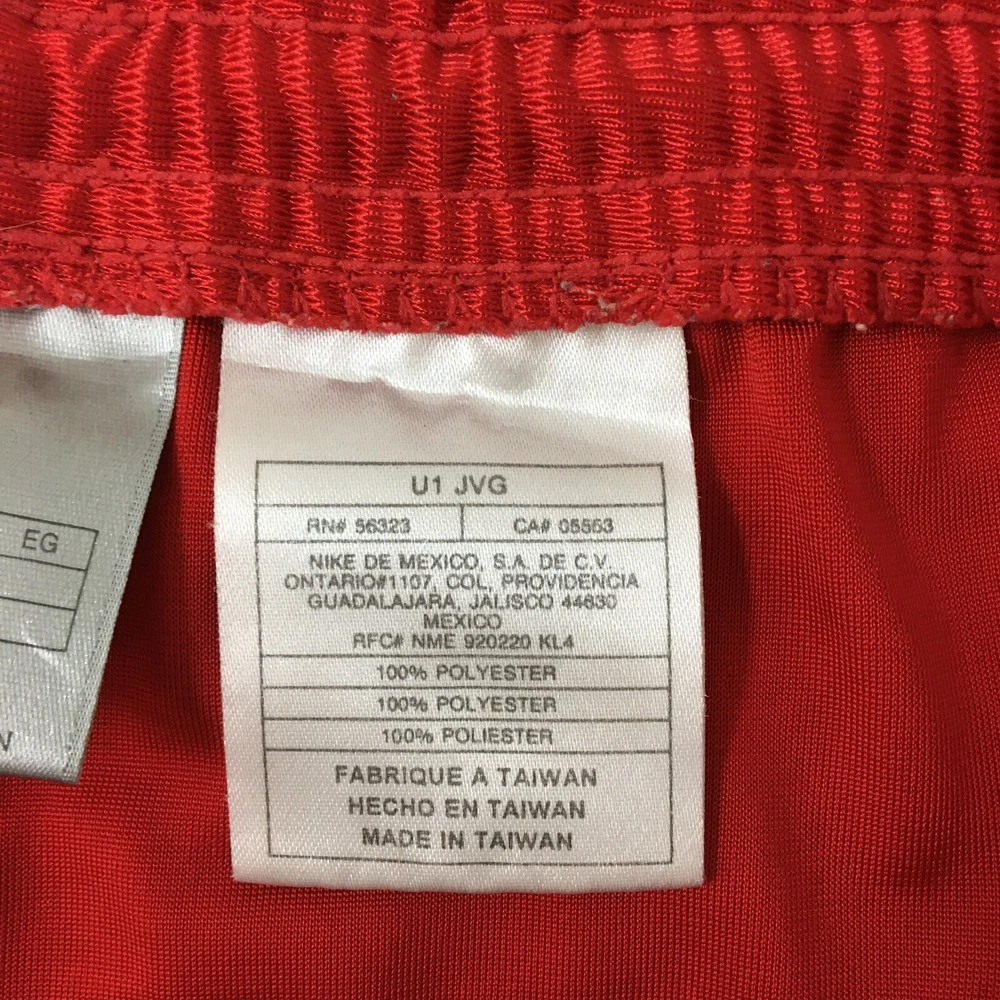 EG
N
U1 JVG
RN# 56323 CA# 05553
NIKE DE MEXICO, S.A. DE C.V.
ONTARIO#1107, COL, PROVIDENCIA
GUADALAJARA, JALISCO 44630
MEXICO
RFC# NME 920220 KL4
100% POLYESTER
100% POLYESTER
100% POLIESTER
FABRIQUE A TAIWAN
HECHO EN TAIWAN
MADE IN TAIWAN